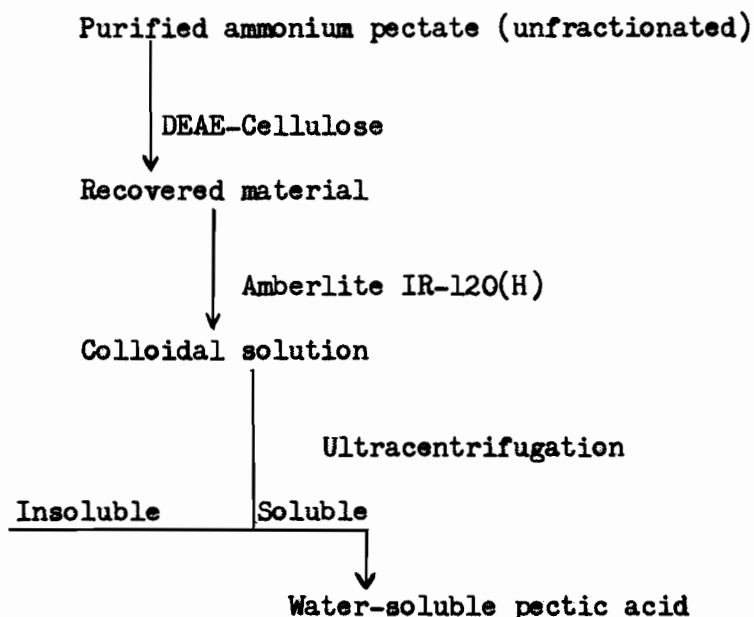 Purified ammonium pectate (unfractionated)
DEAE-Cellulose
Recovered material
Amberlite IR-120(H)
Colloidal solution
Ultracentrifugation
Insoluble Soluble
Water-soluble pectic acid